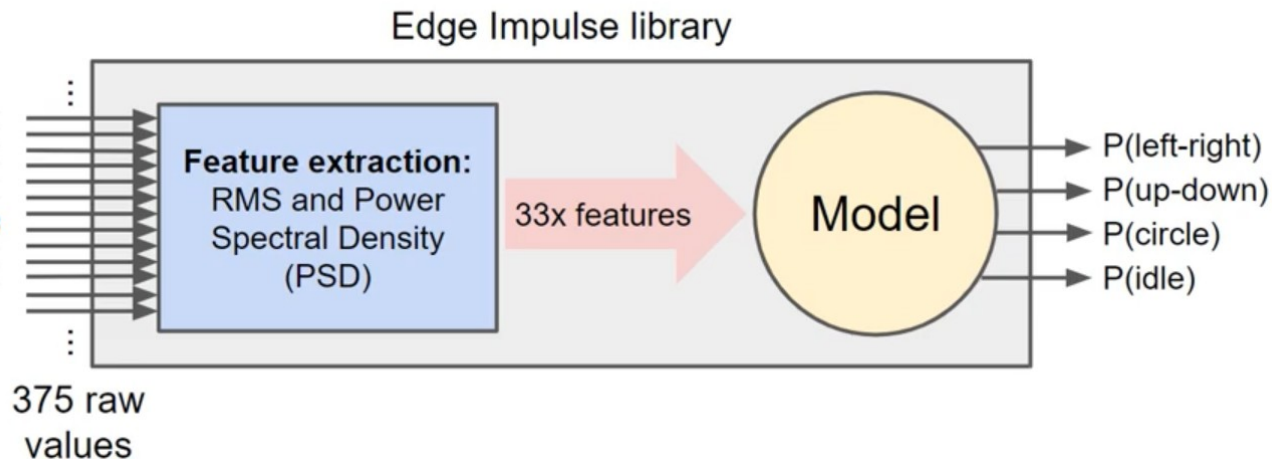 Edge Impulse library
Feature extraction:
RMS and Power
Spectral Density
(PSD)
33x features
Model
P(left-right)
P(up-down)
P(circle)
P(idle)
375 raw
values